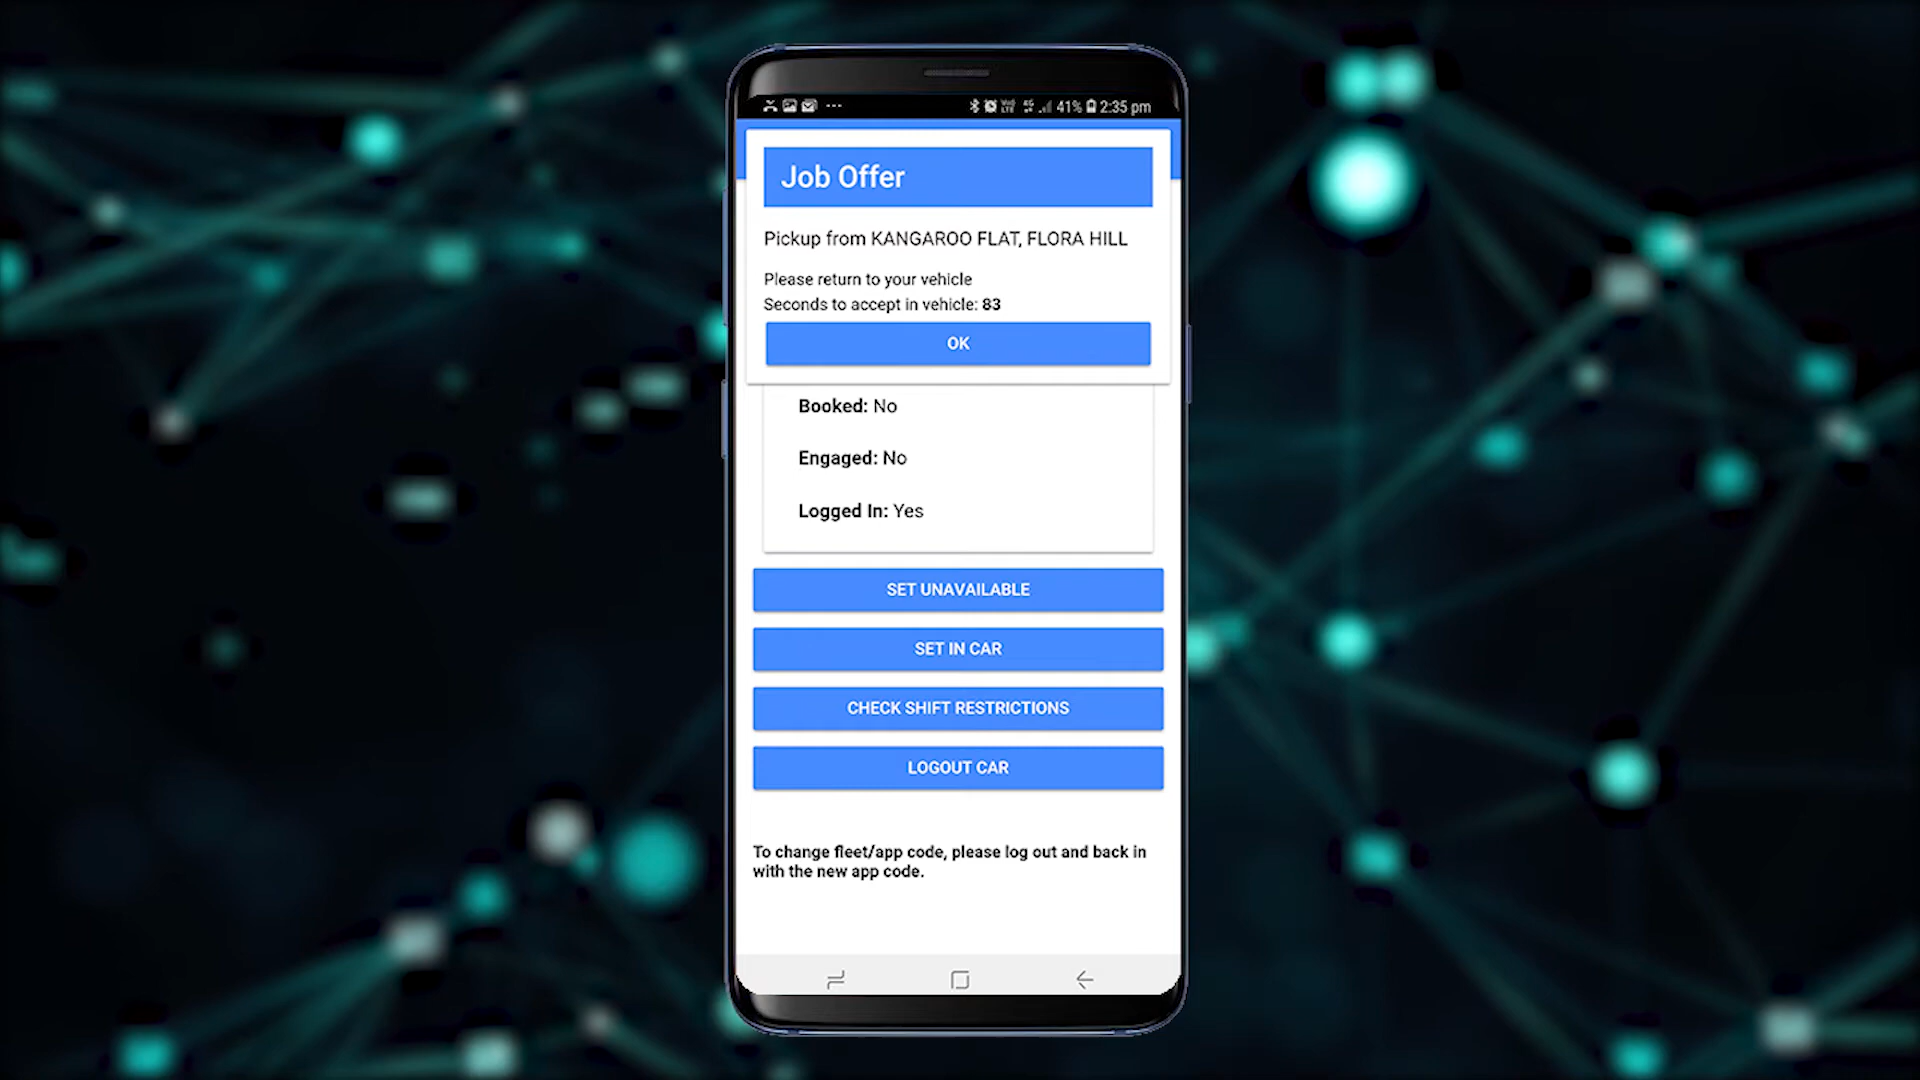 41% 2:35 pm
Job Offer
Pickup from KANGAROO FLAT, FLORA HILL
Please return to your vehicle
Seconds to accept in vehicle: 83
OK
Booked: No
Engaged: No
Logged In: Yes
SET UNAVAILABLE
SET IN CAR
CHECK SHIFT RESTRICTIONS
LOGOUT CAR
To change fleet/app code, please log out and back in
with the new app code.